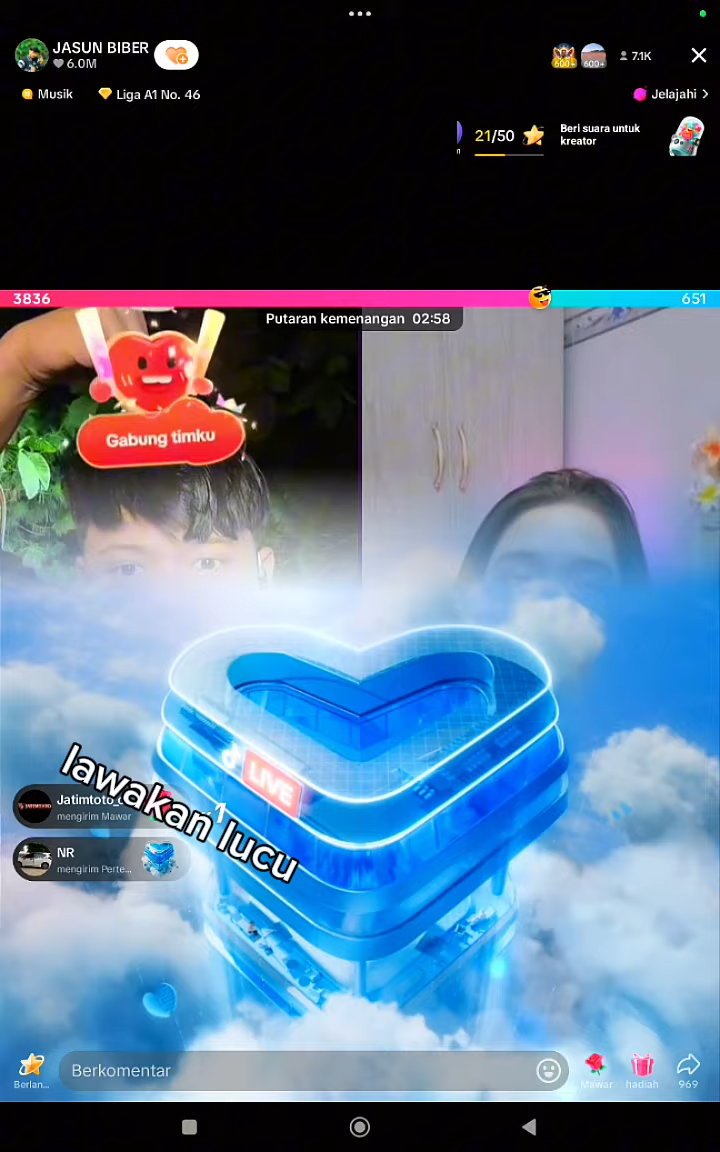 JASUN BIBER
6.0M
600+
600+
7.1K
Musik
Liga A1 No. 46
Jelajahi
21/50
Beri suara untuk
kreator
3836
651
Putaran kemenangan 02:58
Gabung timku
LIVE
lawakan lucu
mengirim Mawar
1
NR
mengirim Perte...
Berlan...
Berkomentar
Mawar
hadiah
969